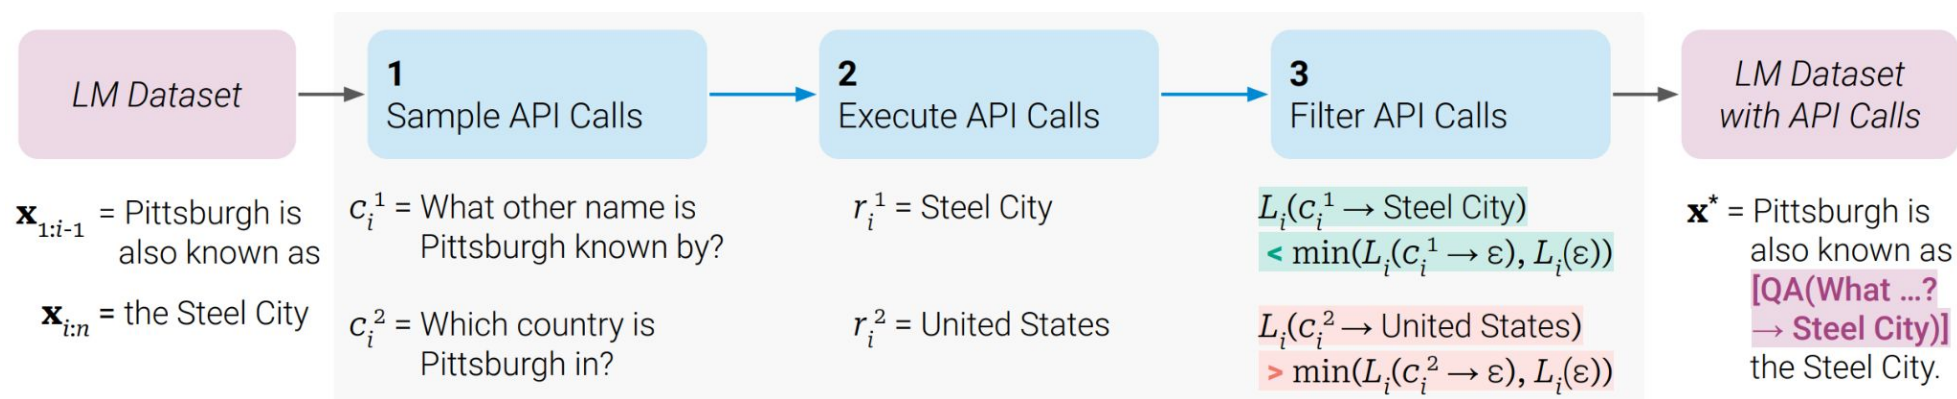 LM Dataset
1
Sample API Calls
2
Execute API Calls
3
Filter API Calls
LM Dataset
with API Calls
x₁:ᵢ₋₁ = Pittsburgh is
also known as
xᵢ:ₙ = the Steel City
cᵢ¹ = What other name is
Pittsburgh known by?
cᵢ² = Which country is
Pittsburgh in?
rᵢ¹ = Steel City
rᵢ² = United States
Lᵢ(cᵢ¹ → Steel City)
< min(Lᵢ(cᵢ¹ → ε), Lᵢ(ε))
Lᵢ(cᵢ² → United States)
> min(Lᵢ(cᵢ² → ε), Lᵢ(ε))
x* = Pittsburgh is
also known as
[QA(What ...?
→ Steel City)]
the Steel City.